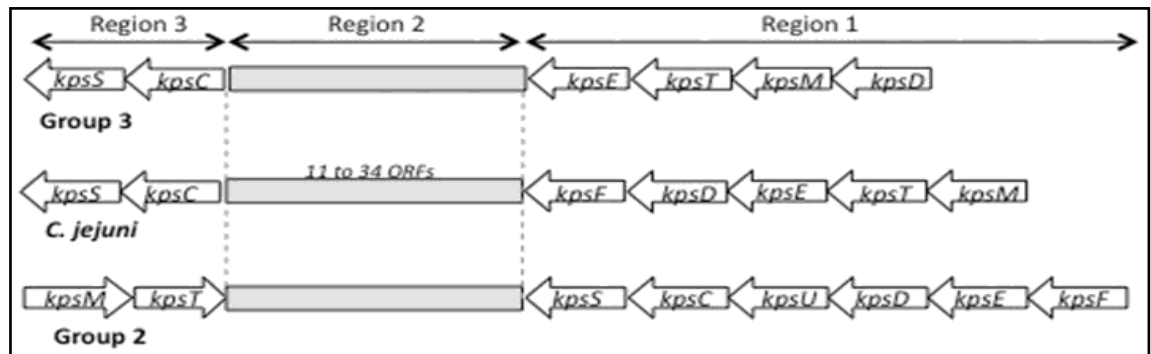 Region 3 Region 2 Region 1
kpsS kpsC kpsE kpsT kpsM kpsD
Group 3
11 to 34 ORFs
kpsS kpsC kpsF kpsD kpsE kpsT kpsM
C. jejuni
kpsM kpsT kpsS kpsC kpsU kpsD kpsE kpsF
Group 2